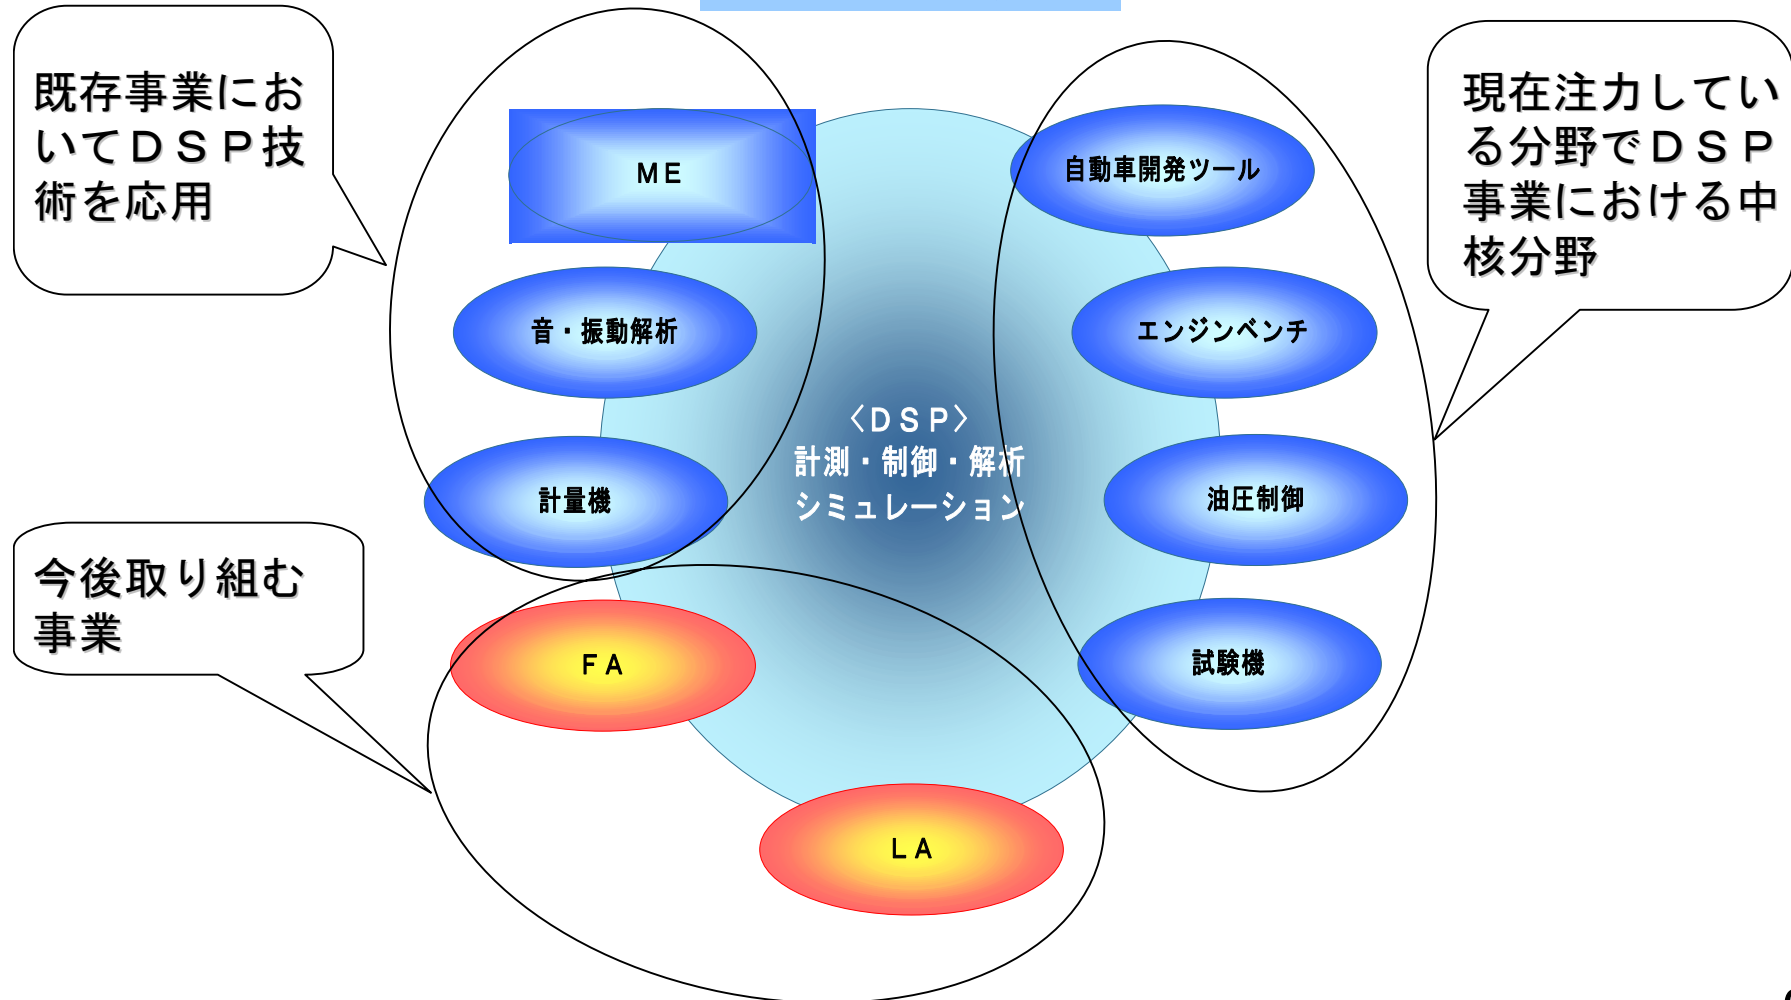 既存事業にお
いてＤＳＰ技
術を応用
現在注力してい
る分野でＤＳＰ
事業における中
核分野
ＭＥ
自動車開発ツール
音・振動解析
エンジンベンチ
〈ＤＳＰ〉
計測・制御・解析
シミュレーション
計量機
油圧制御
今後取り組む
事業
ＦＡ
試験機
ＬＡ